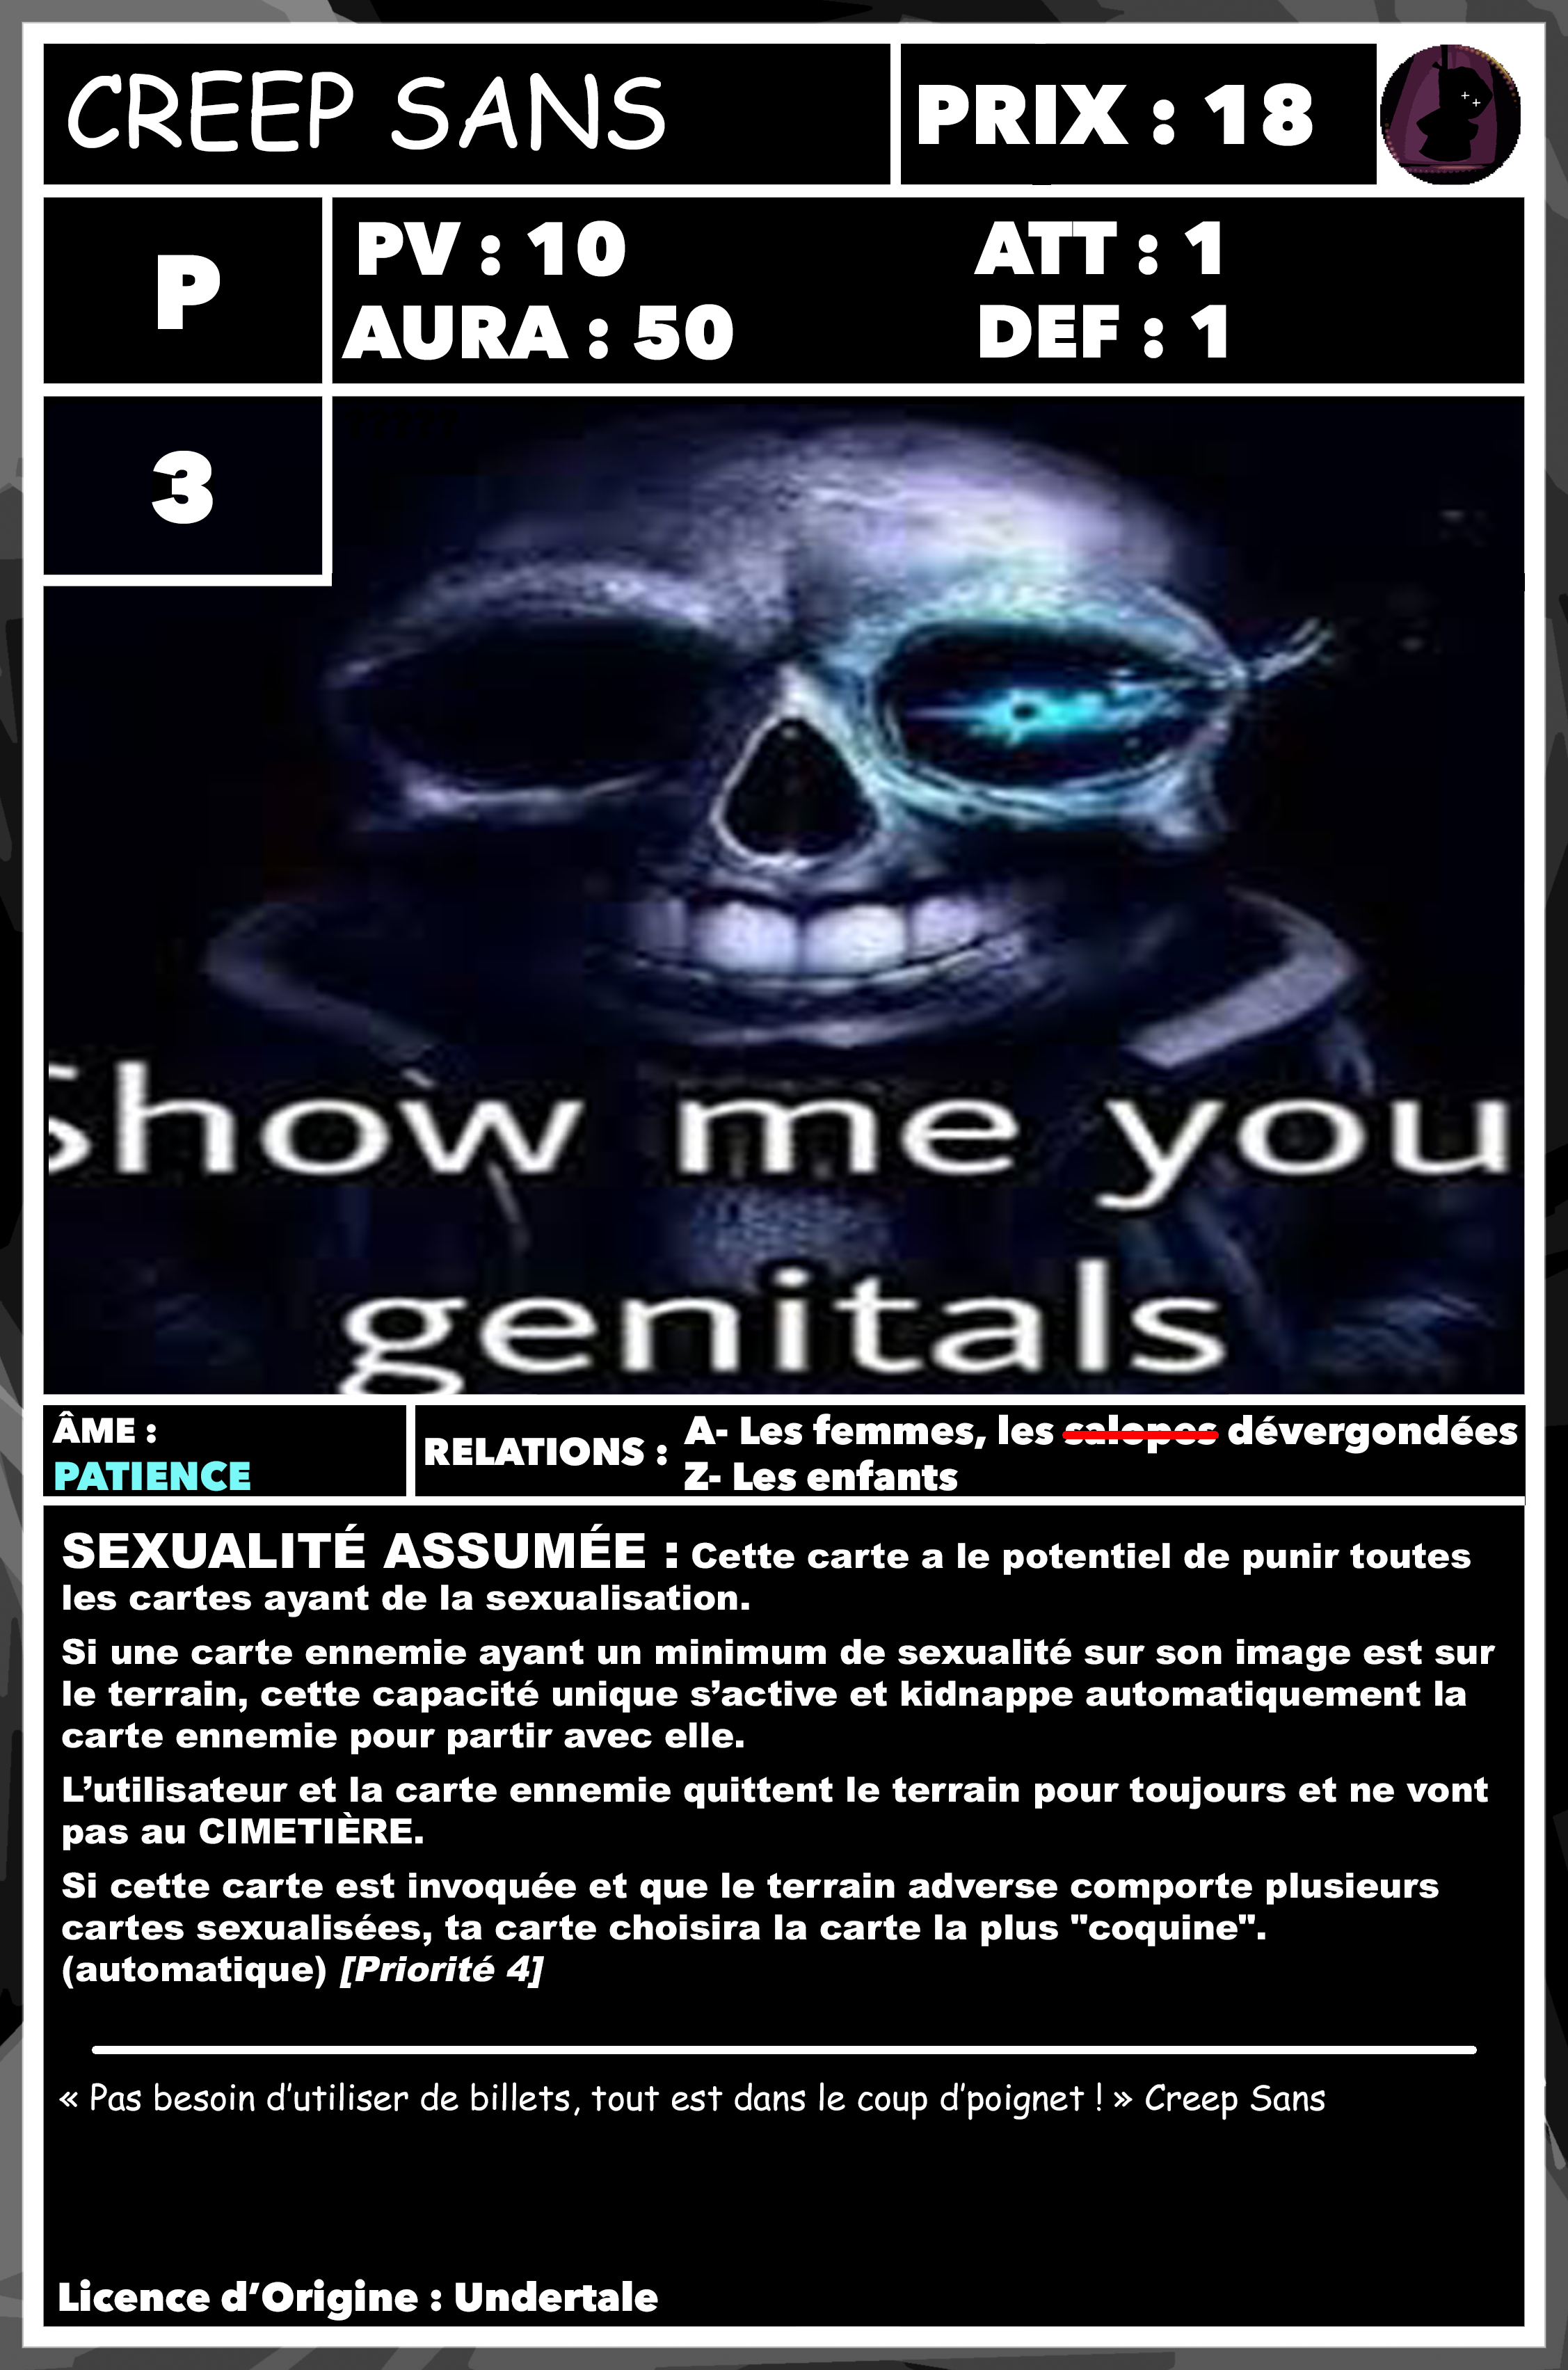 CREEP SANS
PRIX : 18
P
PV : 10
ATT : 1
AURA : 50
DEF : 1
3
Show me you
genitals
ÂME :
PATIENCE
RELATIONS :
A- Les femmes, les salopes dévergondées
Z- Les enfants
SEXUALITÉ ASSUMÉE : Cette carte a le potentiel de punir toutes
les cartes ayant de la sexualisation.
Si une carte ennemie ayant un minimum de sexualité sur son image est sur
le terrain, cette capacité unique s’active et kidnappe automatiquement la
carte ennemie pour partir avec elle.
L’utilisateur et la carte ennemie quittent le terrain pour toujours et ne vont
pas au CIMETIÈRE.
Si cette carte est invoquée et que le terrain adverse comporte plusieurs
cartes sexualisées, ta carte choisira la carte la plus "coquine".
(automatique) [Priorité 4]
« Pas besoin d’utiliser de billets, tout est dans le coup d’poignet ! » Creep Sans
Licence d’Origine : Undertale